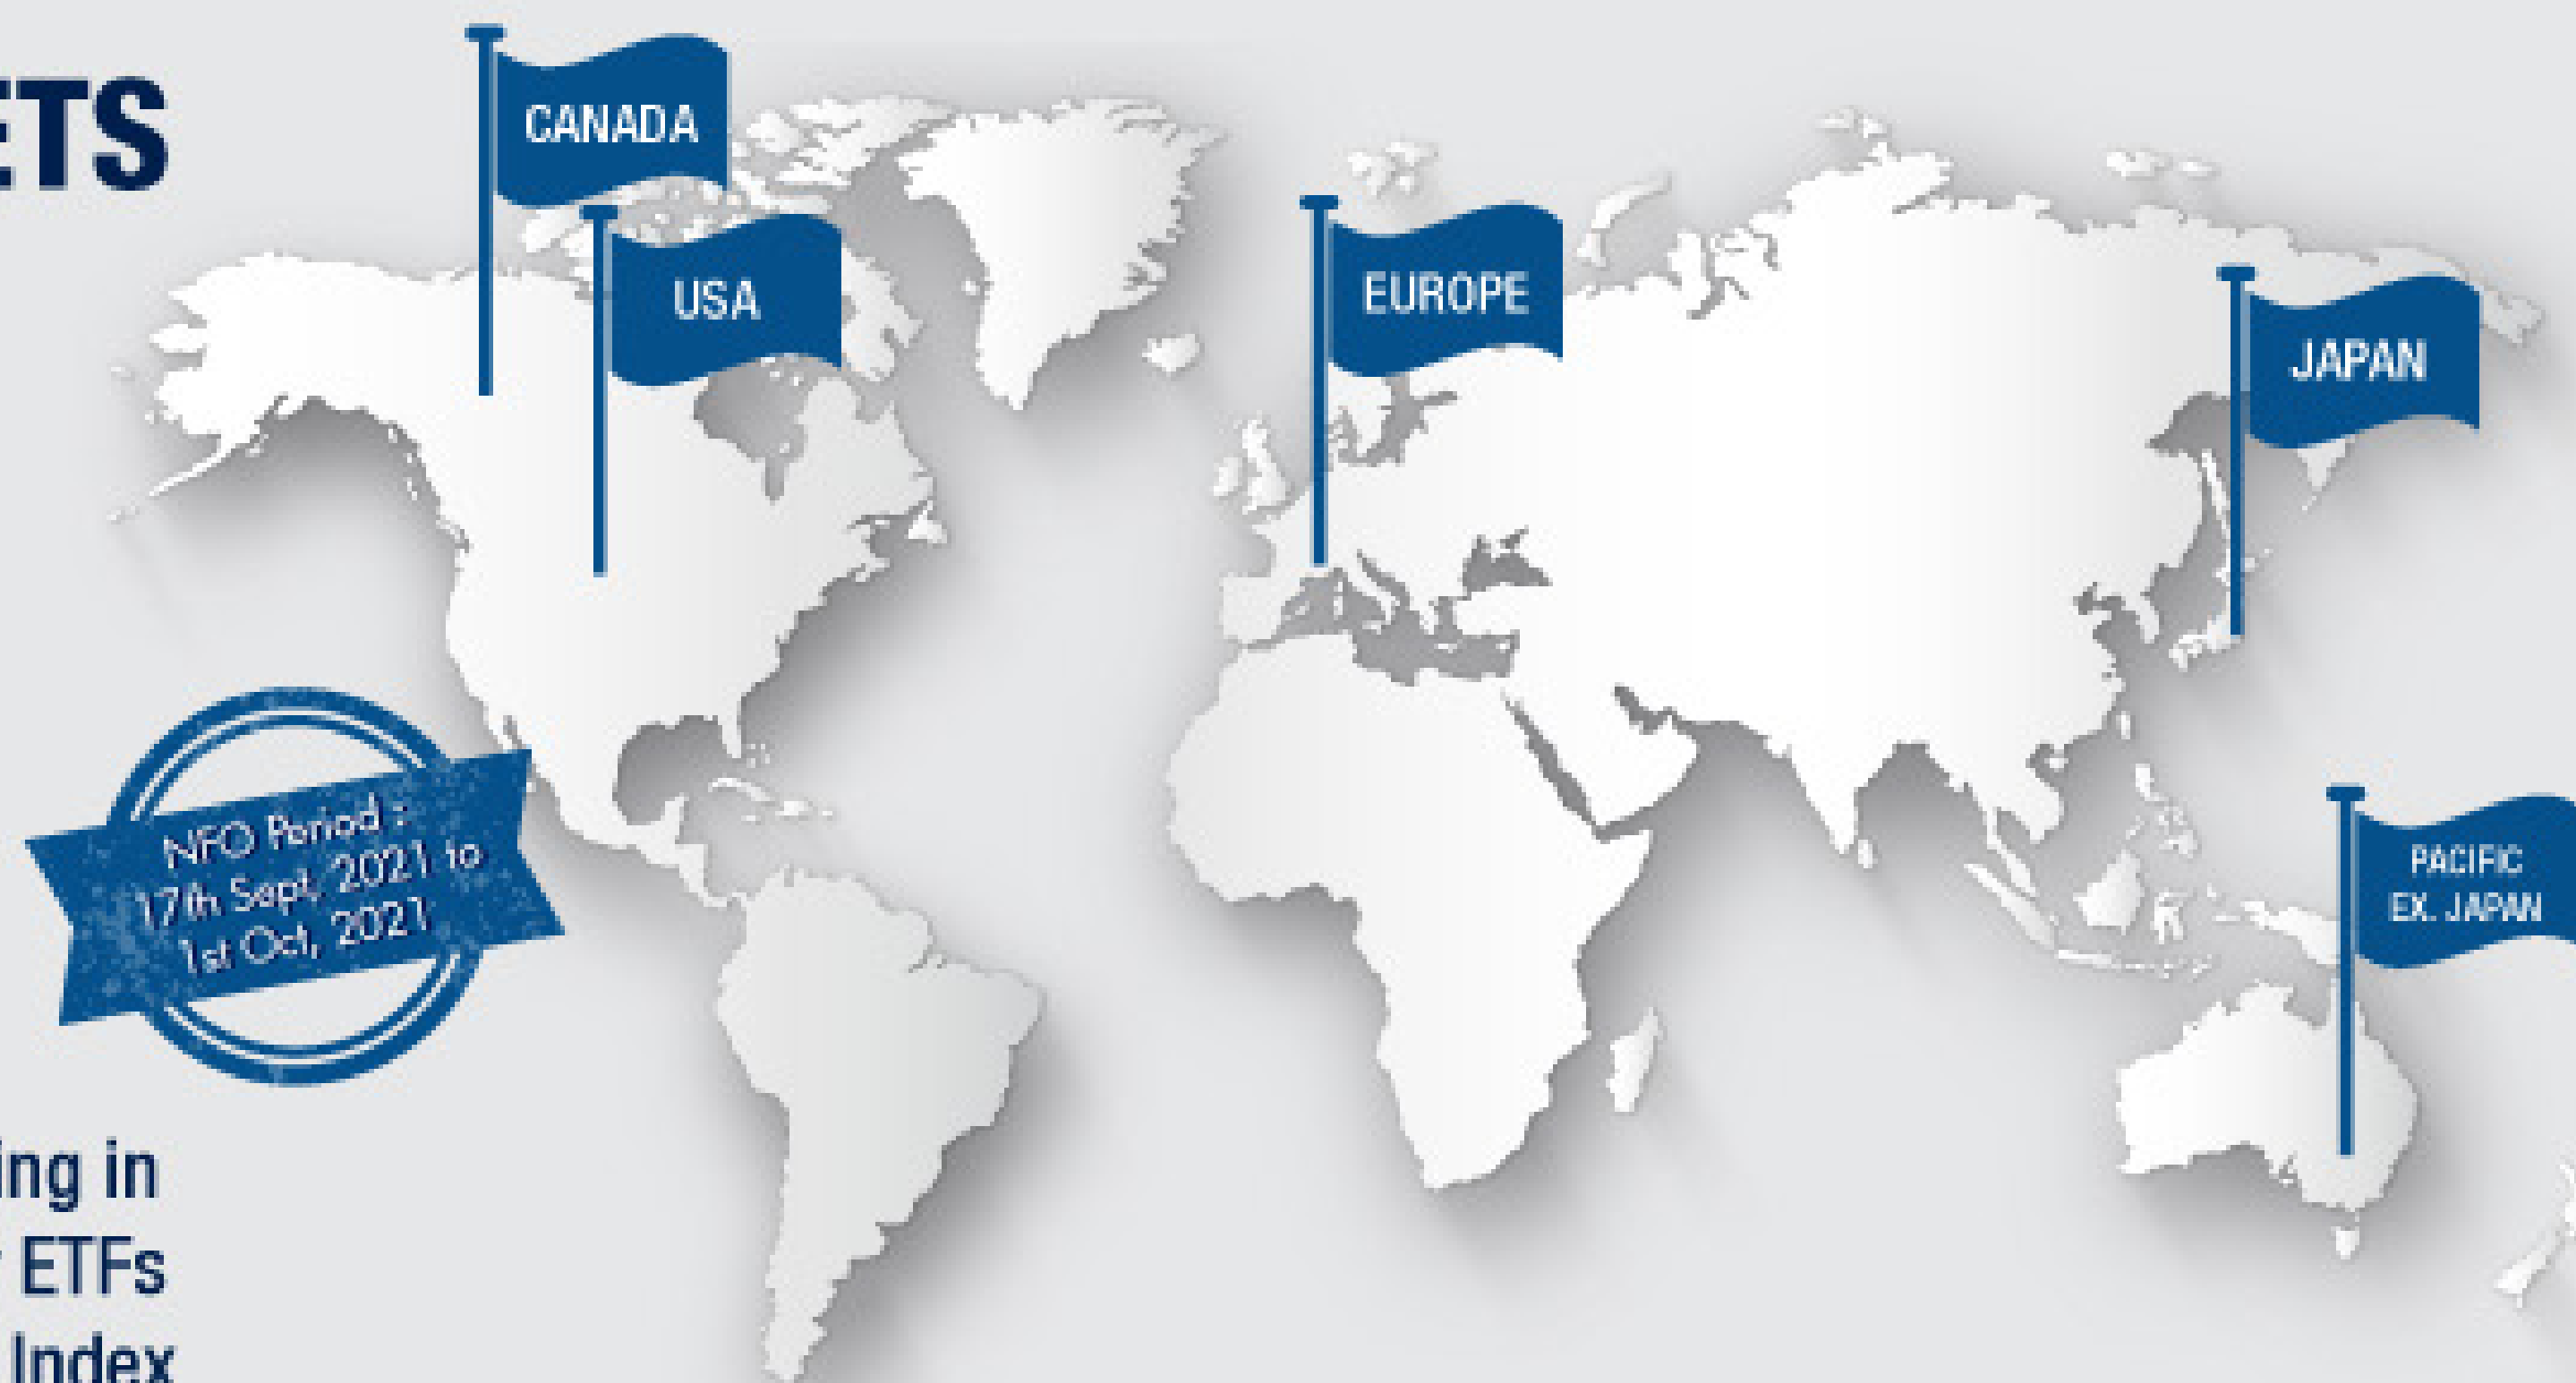 ETS
CANADA
USA
EUROPE
JAPAN
NFO Period :
17th Sept, 2021 to
1st Oct, 2021
PACIFIC
EX. JAPAN
ing in
ETFs
Index